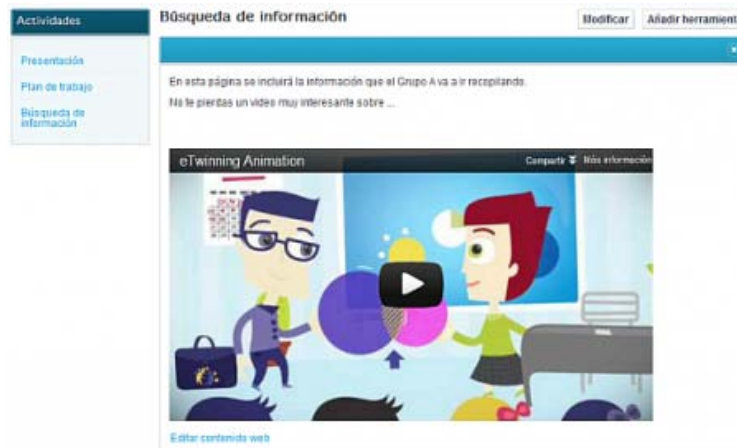 Actividades
Presentación
Plan de trabajo
Búsqueda de
información
Búsqueda de información
Modificar
Añadir herramient
En esta página se incluirá la información que el Grupo A va a ir recopilando.
No te pierdas un video muy interesante sobre ...
eTwinning Animation
Compartir
Más información
Editar contenido web